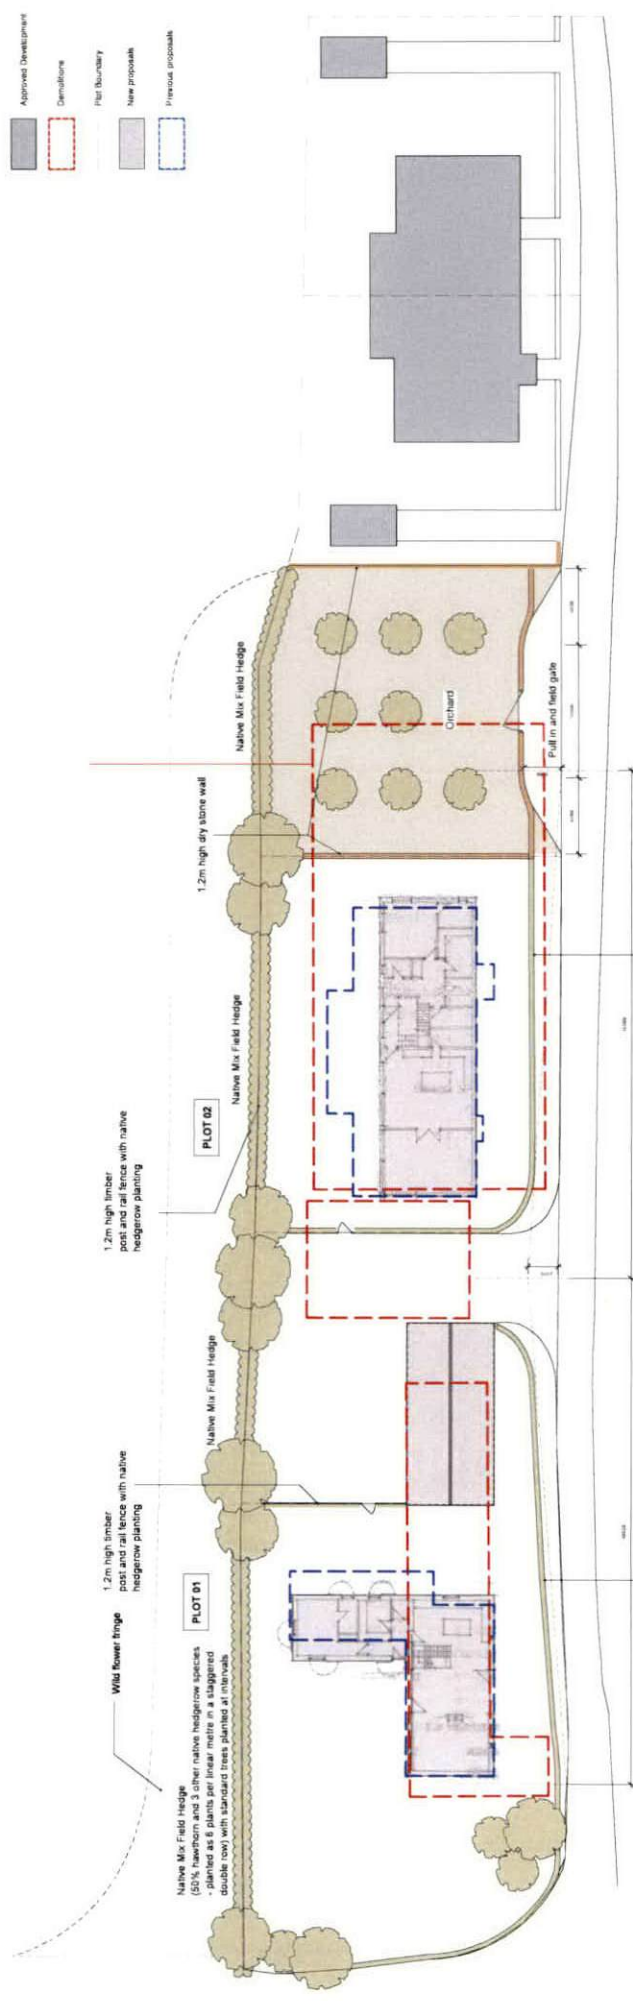 Approved Development
Demolitions
Plot Boundary
New proposals
Previous proposals
Wild flower fringe
Native Mix Field Hedge
(50% hawthorn and 3 other native hedgerow species
- planted as 6 plants per linear metre in a staggered
double row) with standard trees planted at intervals
PLOT 01
1.2m high timber
post and rail fence with native
hedgerow planting
Native Mix Field Hedge
1.2m high timber
post and rail fence with native
hedgerow planting
PLOT 02
Native Mix Field Hedge
1.2m high dry stone wall
Native Mix Field Hedge
Orchard
Pull in and field gate